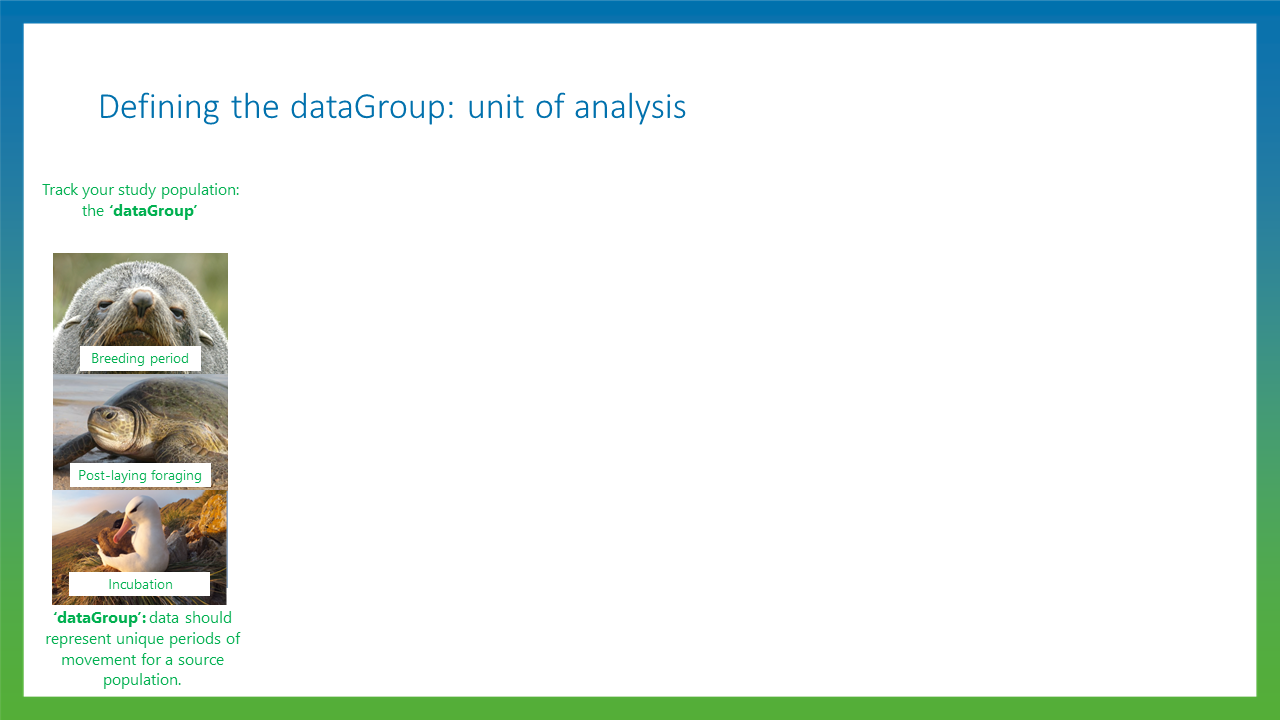 Defining the dataGroup: unit of analysis
Track your study population:
the ‘dataGroup’
Breeding period
Post-laying foraging
Incubation
‘dataGroup’: data should
represent unique periods of
movement for a source
population.